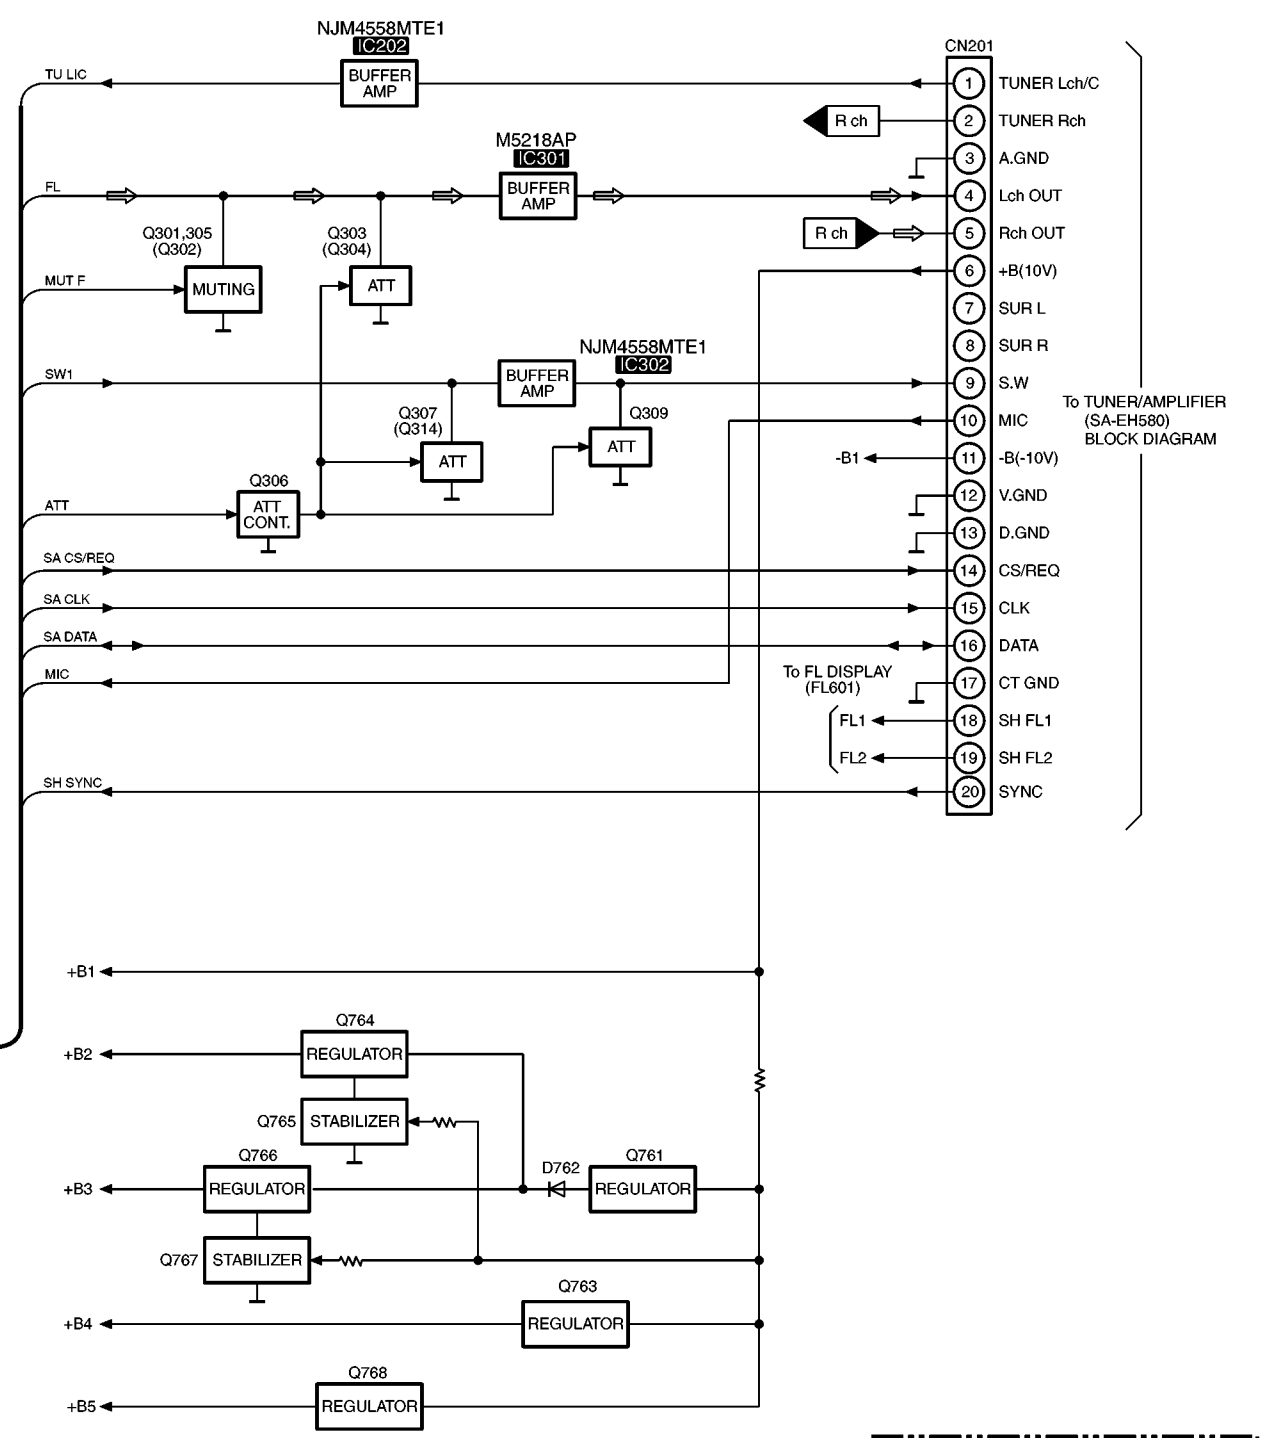 NJM4558MTE1
IC202
CN201
TU LIC
BUFFER
AMP
1 TUNER Lch/C
R ch
2 TUNER Rch
M5218AP
IC301
3 A.GND
FL
BUFFER
AMP
4 Lch OUT
Q301,305
(Q302)
Q303
(Q304)
R ch
5 Rch OUT
MUT F
MUTING
ATT
6 +B(10V)
7 SUR L
NJM4558MTE1
IC302
8 SUR R
SW1
BUFFER
AMP
9 S.W
Q307
(Q314)
Q309
10 MIC
To TUNER/AMPLIFIER
(SA-EH580)
BLOCK DIAGRAM
ATT
ATT
-B1
11 -B(-10V)
Q306
12 V.GND
ATT
ATT
CONT.
13 D.GND
SA CS/REQ
14 CS/REQ
SA CLK
15 CLK
SA DATA
16 DATA
MIC
To FL DISPLAY
(FL601)
17 CT GND
FL1
18 SH FL1
FL2
19 SH FL2
SH SYNC
20 SYNC
+B1
Q764
+B2
REGULATOR
Q765
STABILIZER
Q766
D762
Q761
+B3
REGULATOR
REGULATOR
Q767
STABILIZER
Q763
+B4
REGULATOR
Q768
+B5
REGULATOR